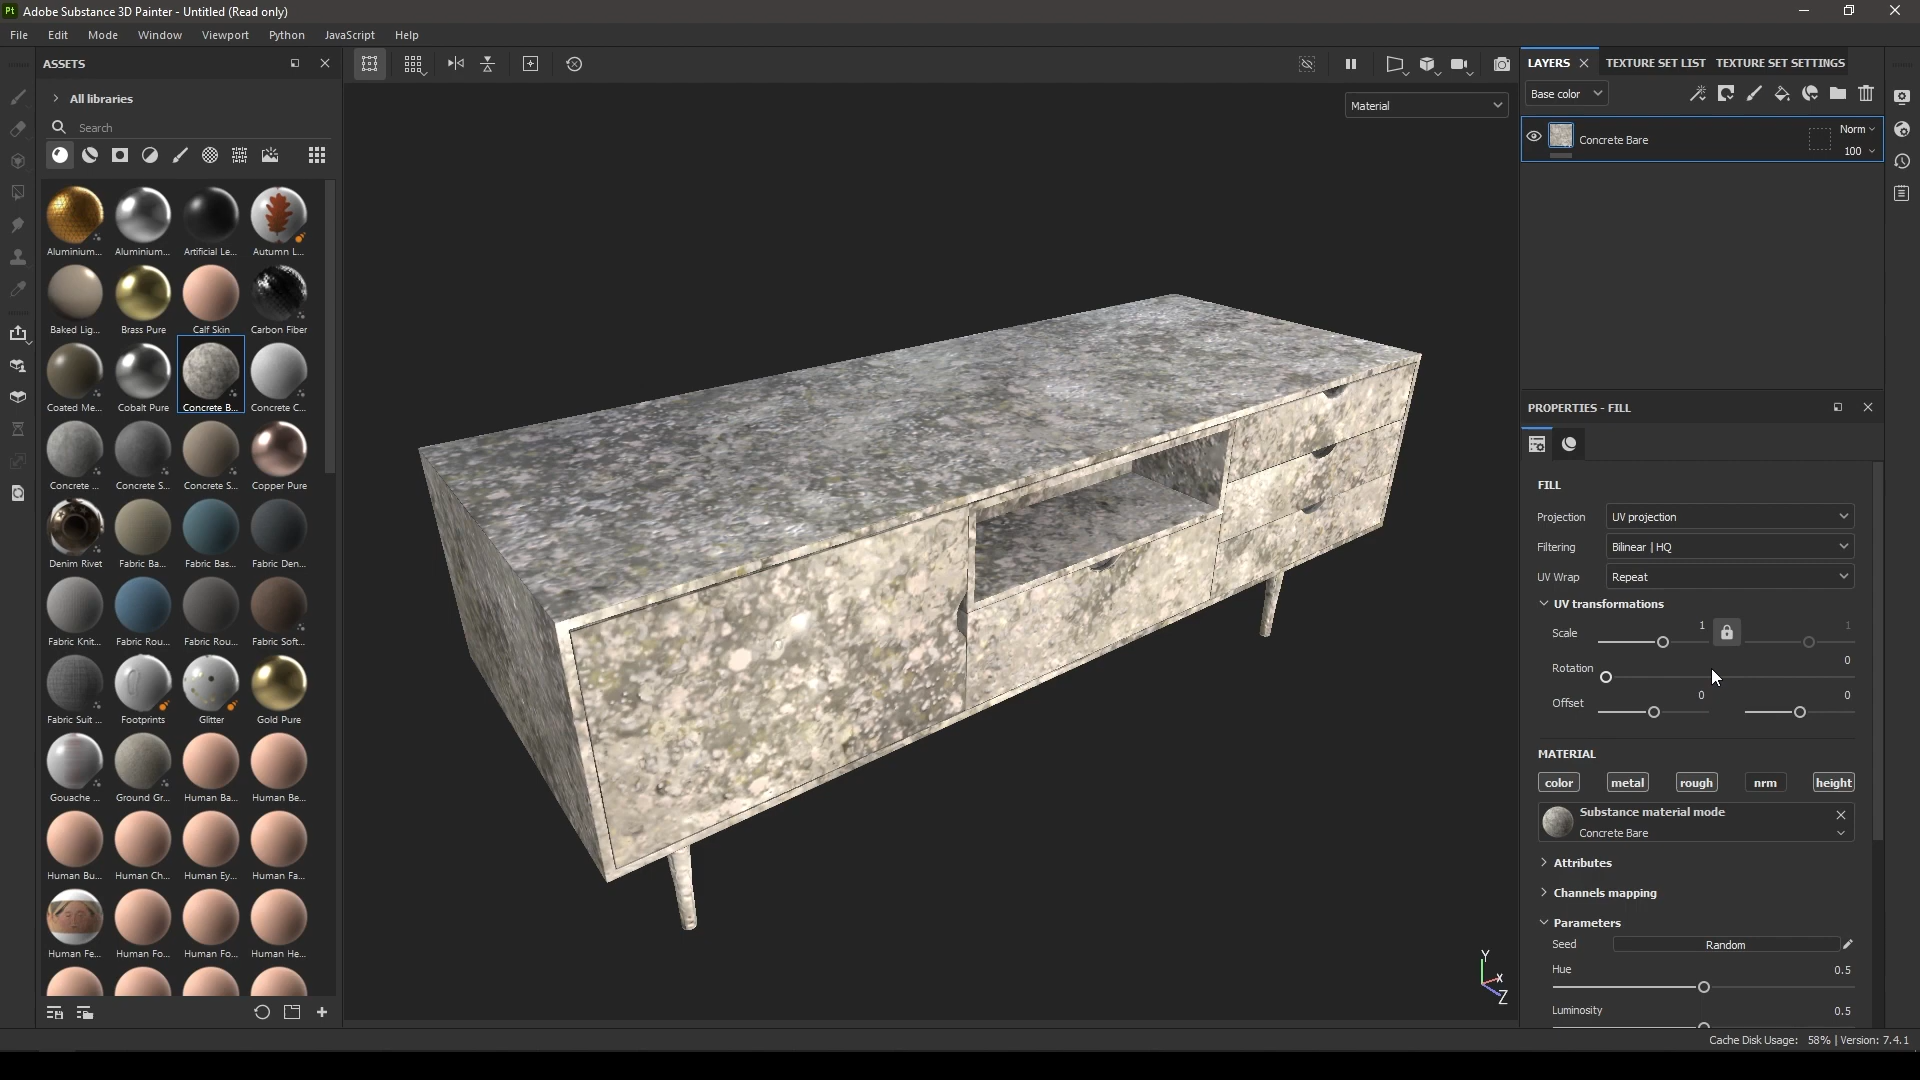 Pt Adobe Substance 3D Painter - Untitled (Read only)
File Edit Mode Window Viewport Python JavaScript Help
ASSETS
All libraries
Search
Aluminium... Aluminium... Artificial Le... Autumn L...
Baked Lig... Brass Pure Calf Skin Carbon Fiber
Coated Me... Cobalt Pure Concrete B... Concrete C...
Concrete ... Concrete S... Concrete S... Copper Pure
Denim Rivet Fabric Ba... Fabric Bas... Fabric Den...
Fabric Knit... Fabric Rou... Fabric Rou... Fabric Soft...
Fabric Suit ... Footprints Glitter Gold Pure
Gouache ... Ground Gr... Human Ba... Human Be...
Human Bu... Human Ch... Human Ey... Human Fa...
Human Fe... Human Fo... Human Fo... Human He...
Material
Y
X
Z
LAYERS TEXTURE SET LIST TEXTURE SET SETTINGS
Base color
Concrete Bare
Norm
100
PROPERTIES - FILL
FILL
Projection UV projection
Filtering Bilinear | HQ
UV Wrap Repeat
UV transformations
Scale 1 1
Rotation 0
Offset 0 0
MATERIAL
color metal rough nrm height
Substance material mode
Concrete Bare
Attributes
Channels mapping
Parameters
Seed Random
Hue 0.5
Luminosity 0.5
Cache Disk Usage: 58% | Version: 7.4.1